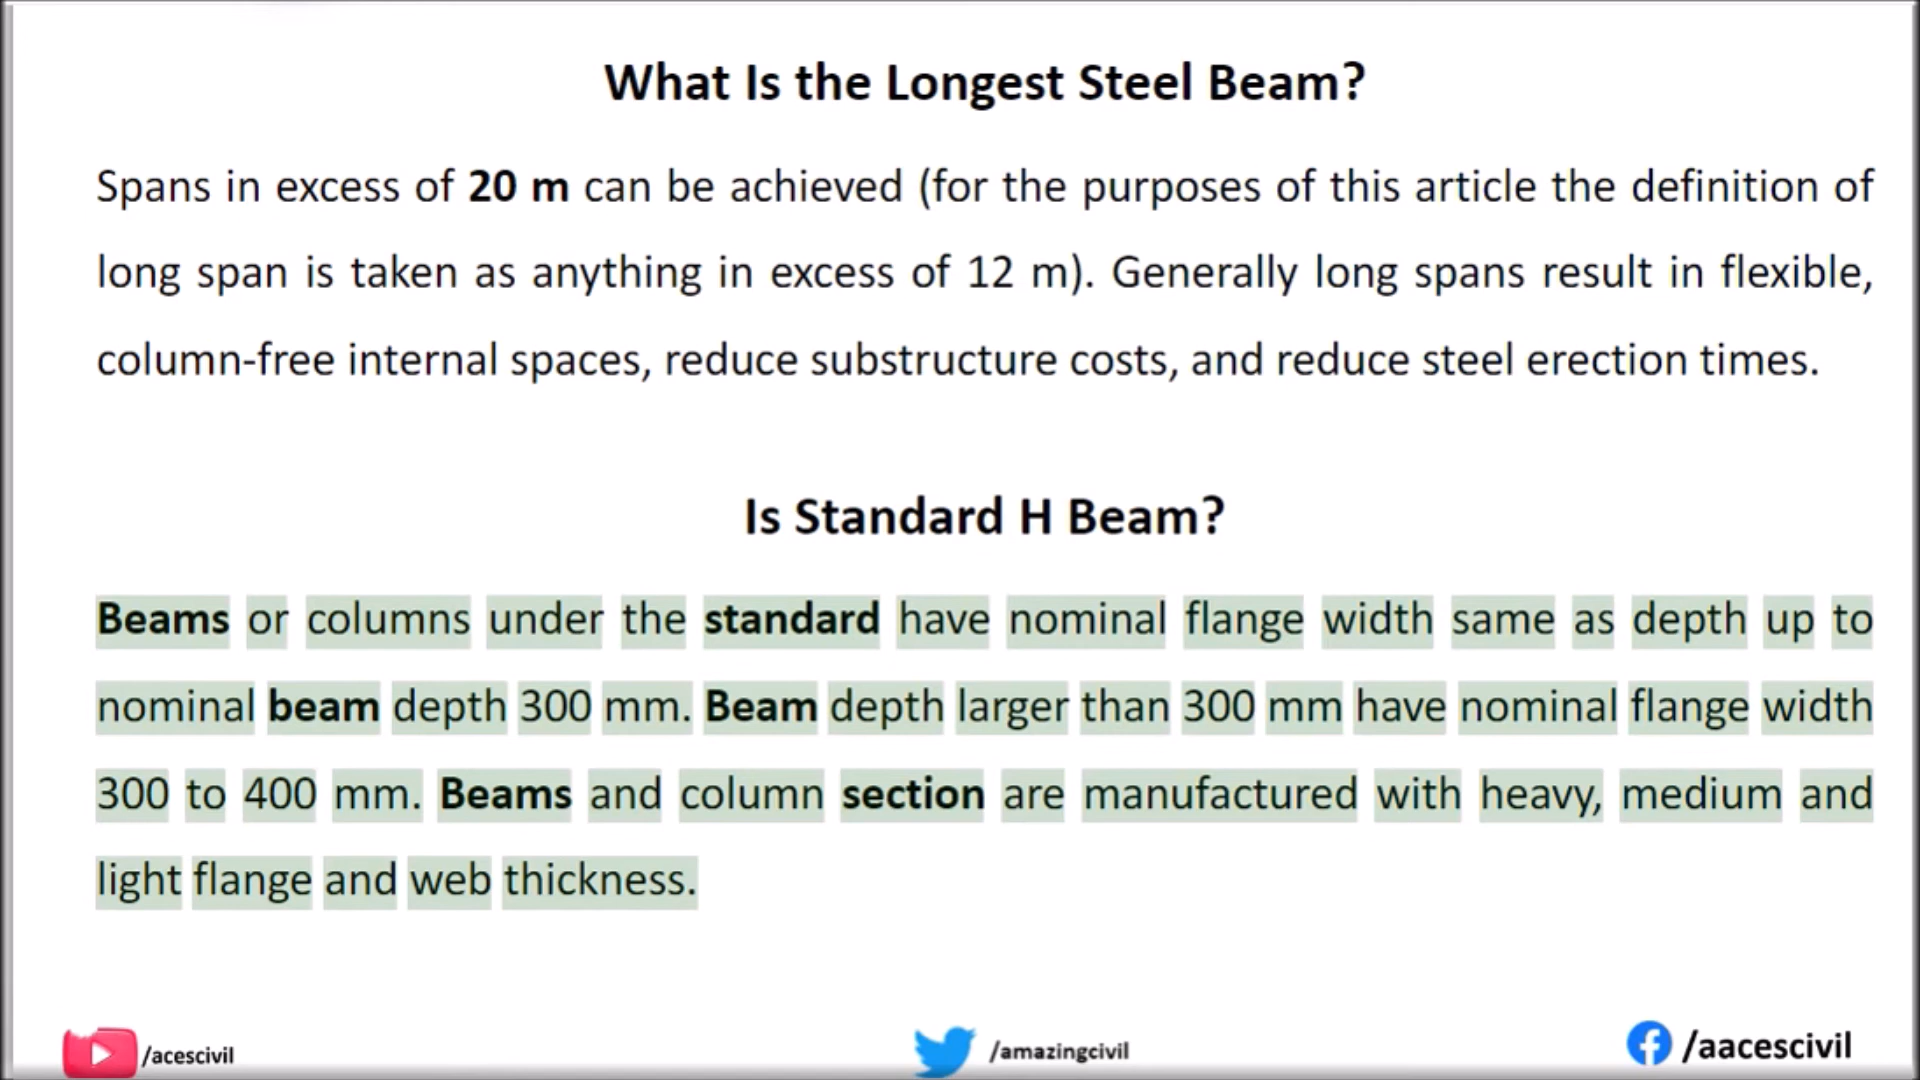 What Is the Longest Steel Beam?
Spans in excess of 20 m can be achieved (for the purposes of this article the definition of
long span is taken as anything in excess of 12 m). Generally long spans result in flexible,
column-free internal spaces, reduce substructure costs, and reduce steel erection times.
Is Standard H Beam?
Beams or columns under the standard have nominal flange width same as depth up to
nominal beam depth 300 mm. Beam depth larger than 300 mm have nominal flange width
300 to 400 mm. Beams and column section are manufactured with heavy, medium and
light flange and web thickness.
/acescivil
/amazingcivil
/aacescivil